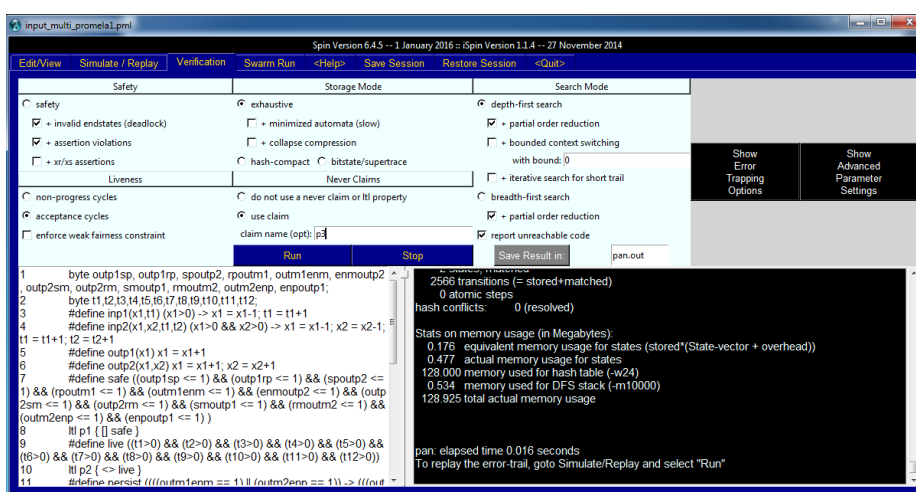 input_multi_promela1.pml
Spin Version 6.4.5 -- 1 January 2016 :: iSpin Version 1.1.4 -- 27 November 2014
Edit/View Simulate / Replay Verification Swarm Run <Help> Save Session Restore Session <Quit>
Safety Storage Mode Search Mode
safety exhaustive depth-first search
+ invalid endstates (deadlock) + minimized automata (slow) + partial order reduction
+ assertion violations + collapse compression + bounded context switching
+ xr/xs assertions hash-compact bitstate/supertrace with bound: 0
Liveness Never Claims + iterative search for short trail
non-progress cycles do not use a never claim or ltl property breadth-first search
acceptance cycles use claim + partial order reduction
enforce weak fairness constraint claim name (opt): p3 report unreachable code
Run Stop Save Result in: pan.out
Show
Error
Trapping
Options
Show
Advanced
Parameter
Settings
1 byte outp1sp, outp1rp, spoutp2, rpoutm1, outm1enm, enmoutp2
, outp2sm, outp2rm, smoutp1, rmoutm2, outm2enp, enpoutp1;
2 byte t1,t2,t3,t4,t5,t6,t7,t8,t9,t10,t11,t12;
3 #define inp1(x1,t1) (x1>0) -> x1 = x1-1; t1 = t1+1
4 #define inp2(x1,x2,t1,t2) (x1>0 && x2>0) -> x1 = x1-1; x2 = x2-1;
t1 = t1+1; t2 = t2+1
5 #define outp1(x1) x1 = x1+1
6 #define outp2(x1,x2) x1 = x1+1; x2 = x2+1
7 #define safe ((outp1sp <= 1) && (outp1rp <= 1) && (spoutp2 <=
1) && (rpoutm1 <= 1) && (outm1enm <= 1) && (enmoutp2 <= 1) && (outp
2sm <= 1) && (outp2rm <= 1) && (smoutp1 <= 1) && (rmoutm2 <= 1) &&
(outm2enp <= 1) && (enpoutp1 <= 1) )
8 ltl p1 { [] safe }
9 #define live ((t1>0) && (t2>0) && (t3>0) && (t4>0) && (t5>0) &&
(t6>0) && (t7>0) && (t8>0) && (t9>0) && (t10>0) && (t11>0) && (t12>0))
10 ltl p2 { <> live }
11 #define persist ((((outm1enm == 1) || (outm2enp == 1)) -> (((out
2 states, matched
2566 transitions (= stored+matched)
0 atomic steps
hash conflicts: 0 (resolved)
Stats on memory usage (in Megabytes):
0.176 equivalent memory usage for states (stored*(State-vector + overhead))
0.477 actual memory usage for states
128.000 memory used for hash table (-w24)
0.534 memory used for DFS stack (-m10000)
128.925 total actual memory usage
pan: elapsed time 0.016 seconds
To replay the error-trail, goto Simulate/Replay and select "Run"